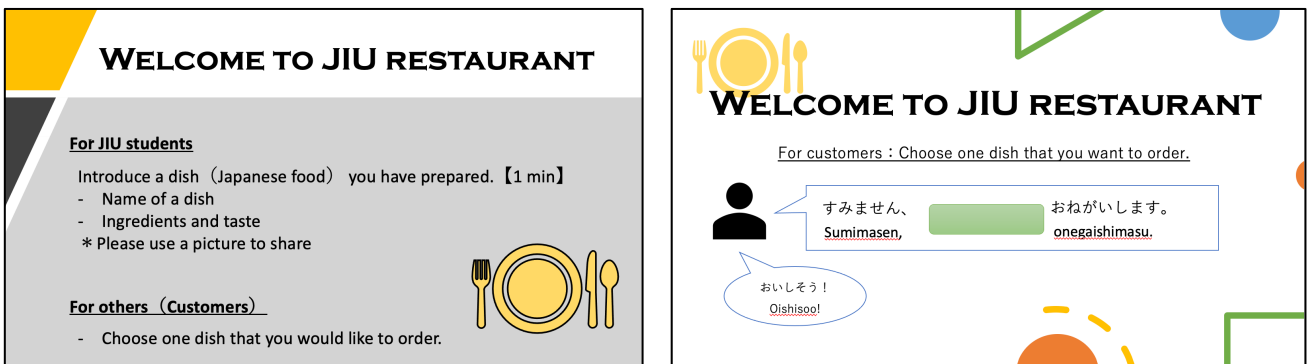 WELCOME TO JIU RESTAURANT
For JIU students
Introduce a dish（Japanese food） you have prepared.【1 min】
- Name of a dish
- Ingredients and taste
＊Please use a picture to share
For others（Customers）
- Choose one dish that you would like to order.
WELCOME TO JIU RESTAURANT
For customers：Choose one dish that you want to order.
すみません、 おねがいします。
Sumimasen, onegaishimasu.
おいしそう！
Oishisoo!